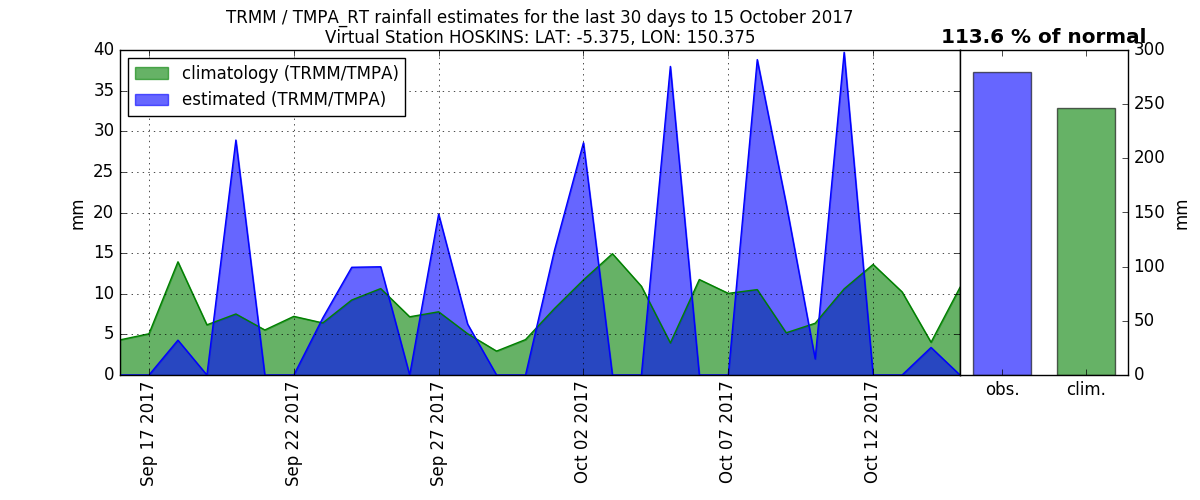 TRMM / TMPA_RT rainfall estimates for the last 30 days to 15 October 2017
Virtual Station HOSKINS: LAT: -5.375, LON: 150.375
113.6 % of normal
climatology (TRMM/TMPA)
estimated (TRMM/TMPA)
40
35
30
25
20
15
10
5
0
mm
Sep 17 2017
Sep 22 2017
Sep 27 2017
Oct 02 2017
Oct 07 2017
Oct 12 2017
300
250
200
150
100
50
0
mm
obs.
clim.